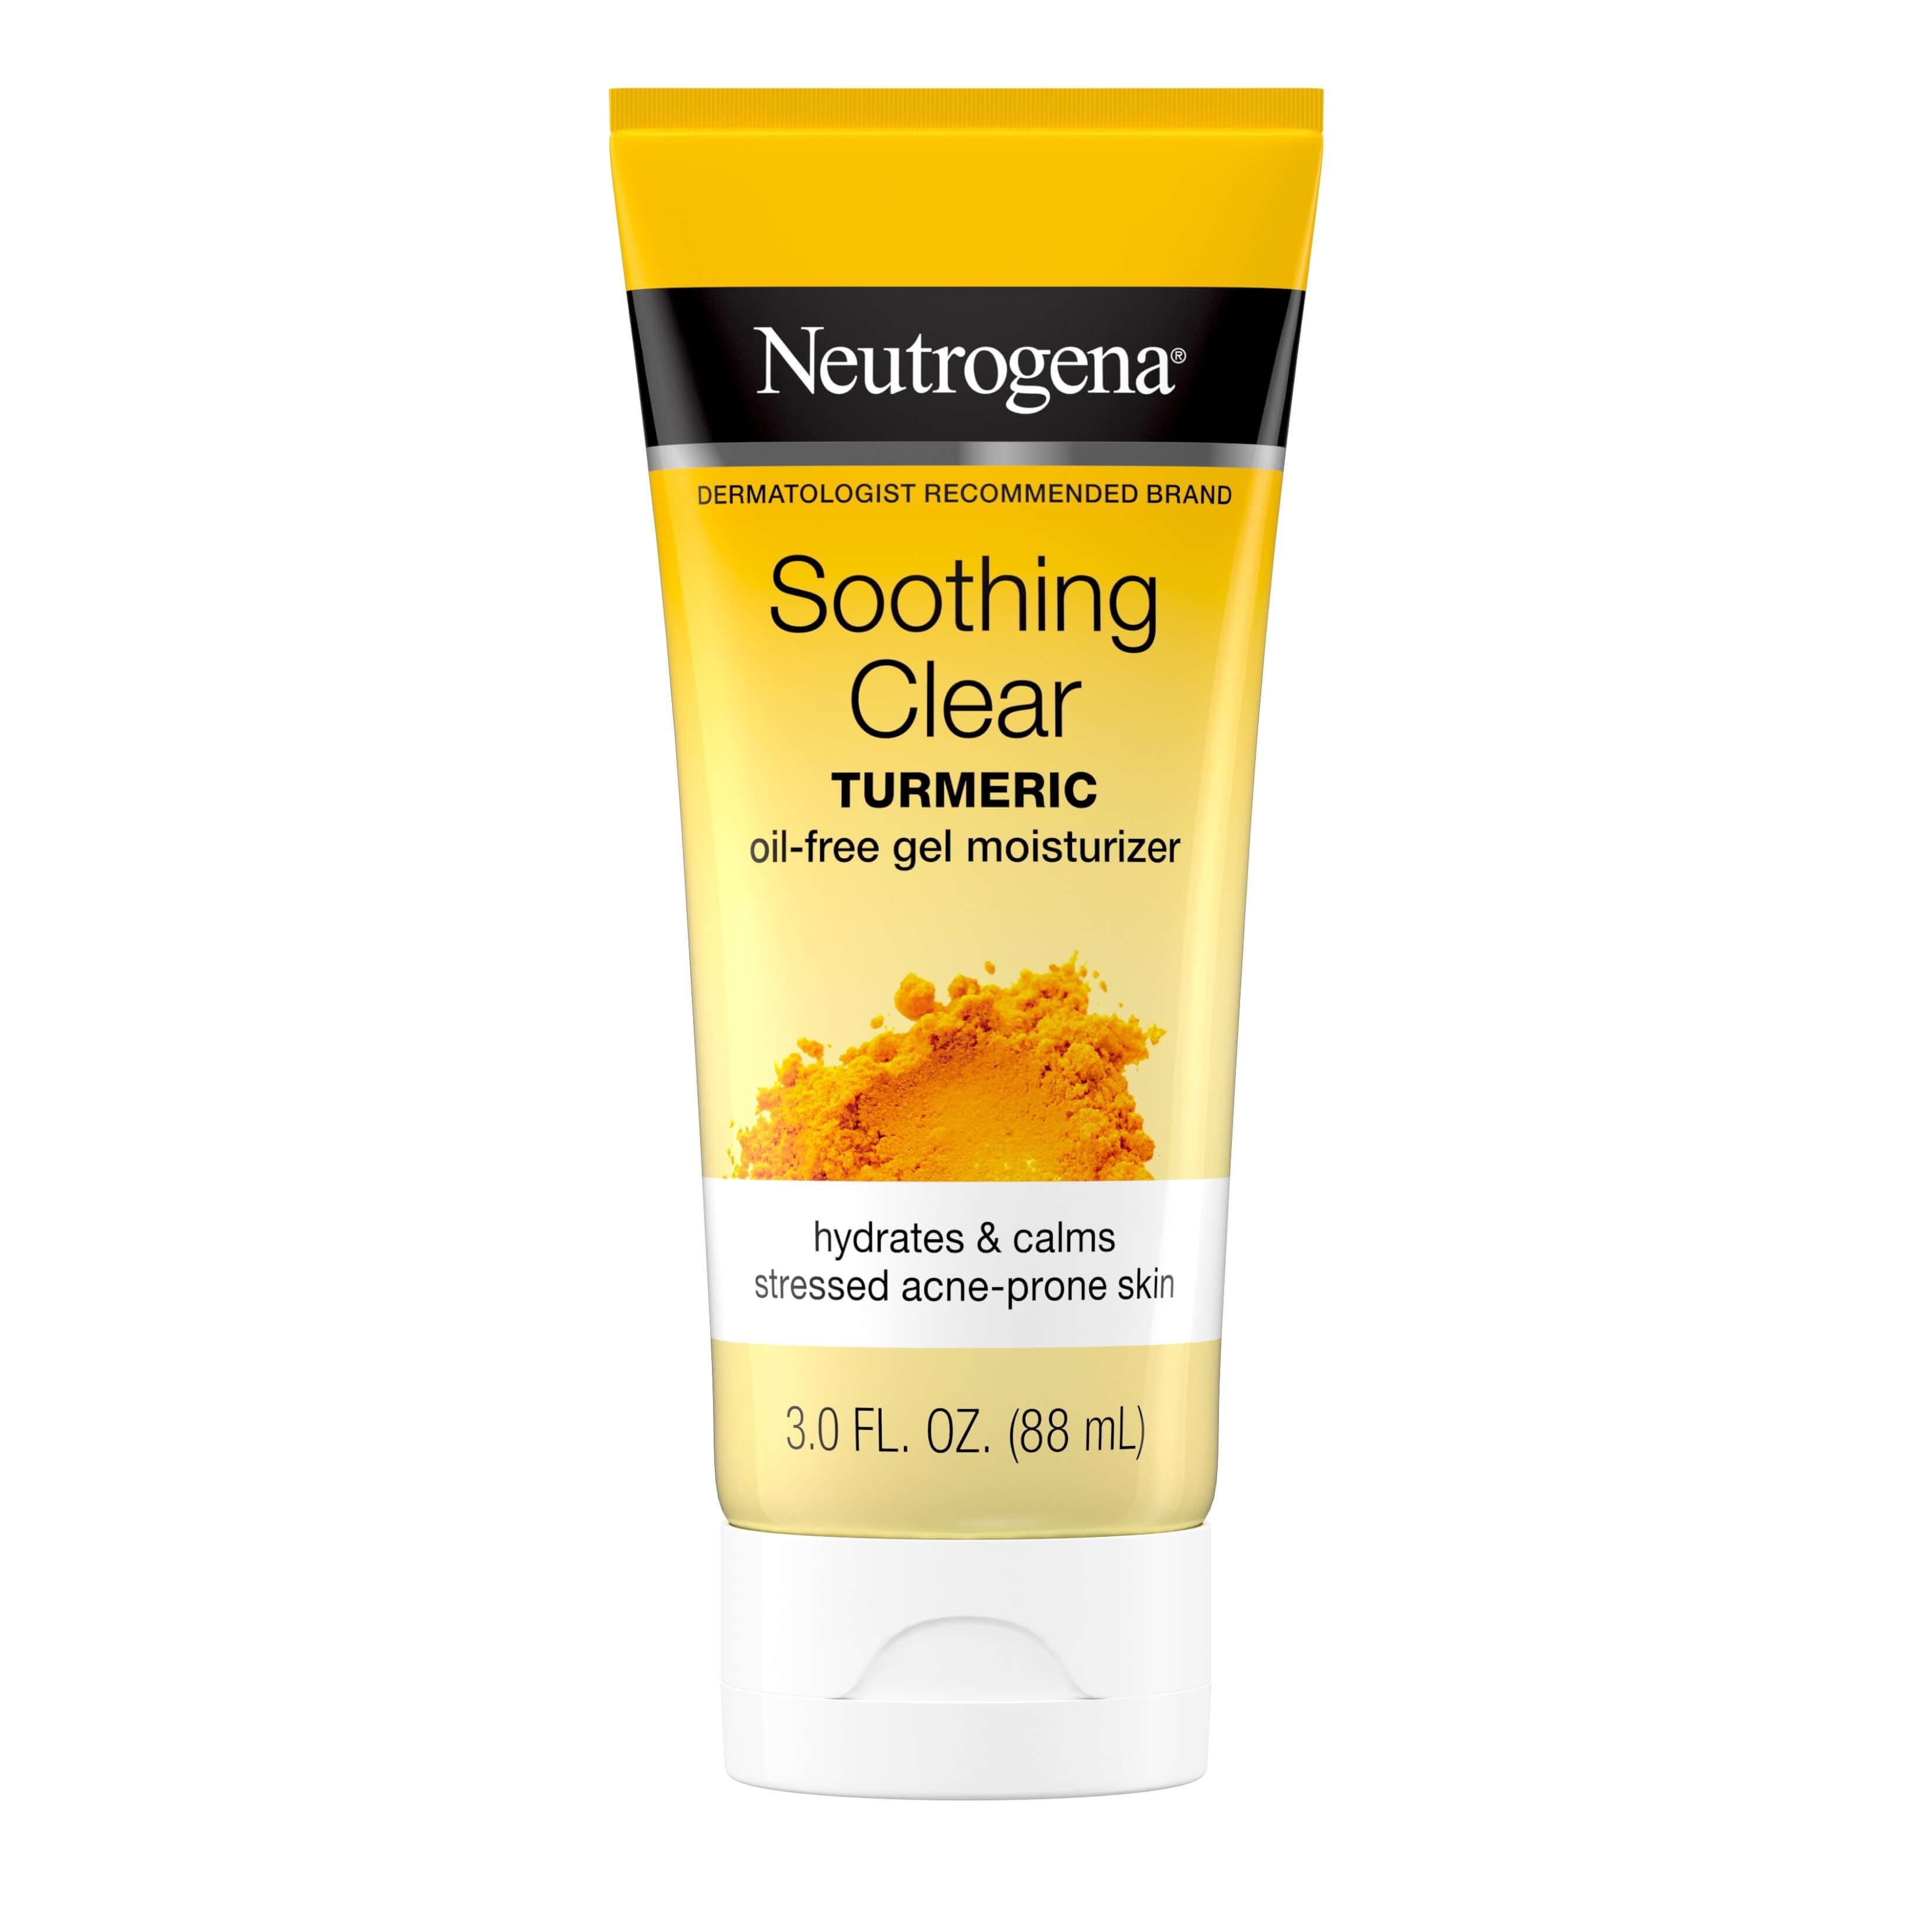 Neutrogena®
DERMATOLOGIST RECOMMENDED BRAND
Soothing
Clear
TURMERIC
oil-free gel moisturizer
hydrates & calms
stressed acne-prone skin
3.0 FL. OZ. (88 mL)